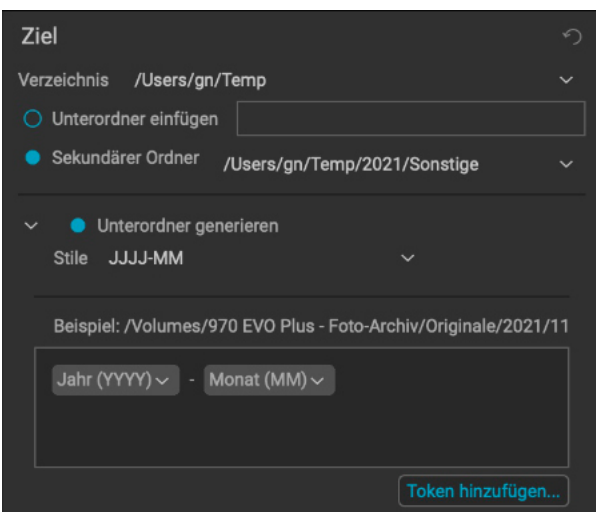 Ziel
Verzeichnis /Users/gn/Temp
Unterordner einfügen
Sekundärer Ordner /Users/gn/Temp/2021/Sonstige
Unterordner generieren
Stile JJJJ-MM
Beispiel: /Volumes/970 EVO Plus - Foto-Archiv/Originale/2021/11
Jahr (YYYY) - Monat (MM)
Token hinzufügen...